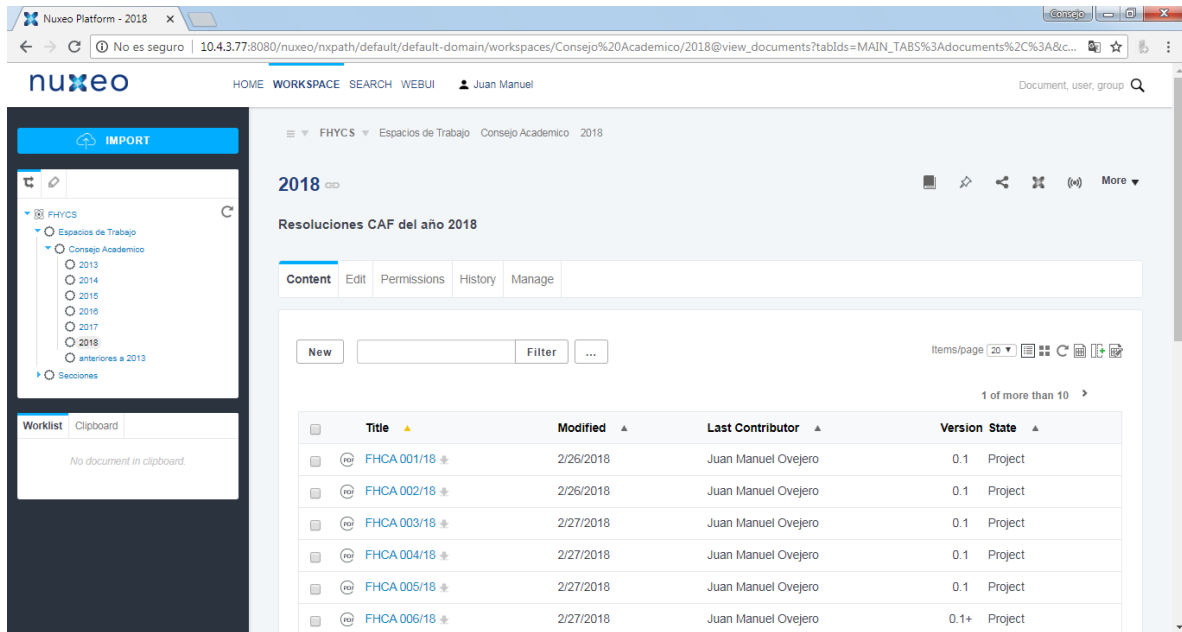 Nuxeo Platform - 2018
Consejo
No es seguro | 10.4.3.77:8080/nuxeo/nxpath/default/default-domain/workspaces/Consejo%20Academico/2018@view_documents?tabIds=MAIN_TABS%3Adocuments%2C%3A&c...
nuxeo HOME WORKSPACE SEARCH WEBUI Juan Manuel Document, user, group
IMPORT
FHYCS Espacios de Trabajo Consejo Academico 2018
2018
More
Resoluciones CAF del año 2018
FHYCS
Espacios de Trabajo
Consejo Academico
2013
2014
2015
2016
2017
2018
anteriores a 2013
Secciones
Content Edit Permissions History Manage
New Filter ... Items/page 20
1 of more than 10
Worklist Clipboard
No document in clipboard.
Title Modified Last Contributor Version State
PDF FHCA 001/18 2/26/2018 Juan Manuel Ovejero 0.1 Project
PDF FHCA 002/18 2/26/2018 Juan Manuel Ovejero 0.1 Project
PDF FHCA 003/18 2/27/2018 Juan Manuel Ovejero 0.1 Project
PDF FHCA 004/18 2/27/2018 Juan Manuel Ovejero 0.1 Project
PDF FHCA 005/18 2/27/2018 Juan Manuel Ovejero 0.1 Project
PDF FHCA 006/18 2/27/2018 Juan Manuel Ovejero 0.1+ Project